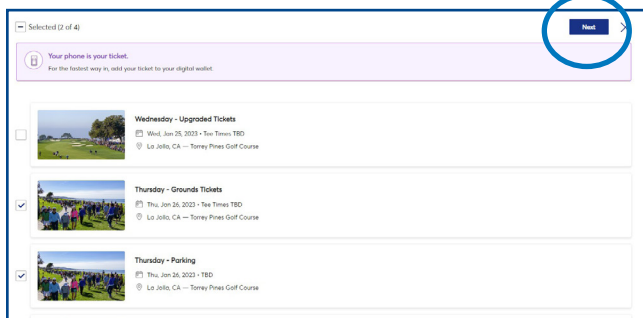 Selected (2 of 4)
Next
Your phone is your ticket.
For the fastest way in, add your ticket to your digital wallet.
Wednesday - Upgraded Tickets
Wed, Jan 25, 2023 • Tee Times TBD
La Jolla, CA — Torrey Pines Golf Course
Thursday - Grounds Tickets
Thu, Jan 26, 2023 • Tee Times TBD
La Jolla, CA — Torrey Pines Golf Course
Thursday - Parking
Thu, Jan 26, 2023 • TBD
La Jolla, CA — Torrey Pines Golf Course